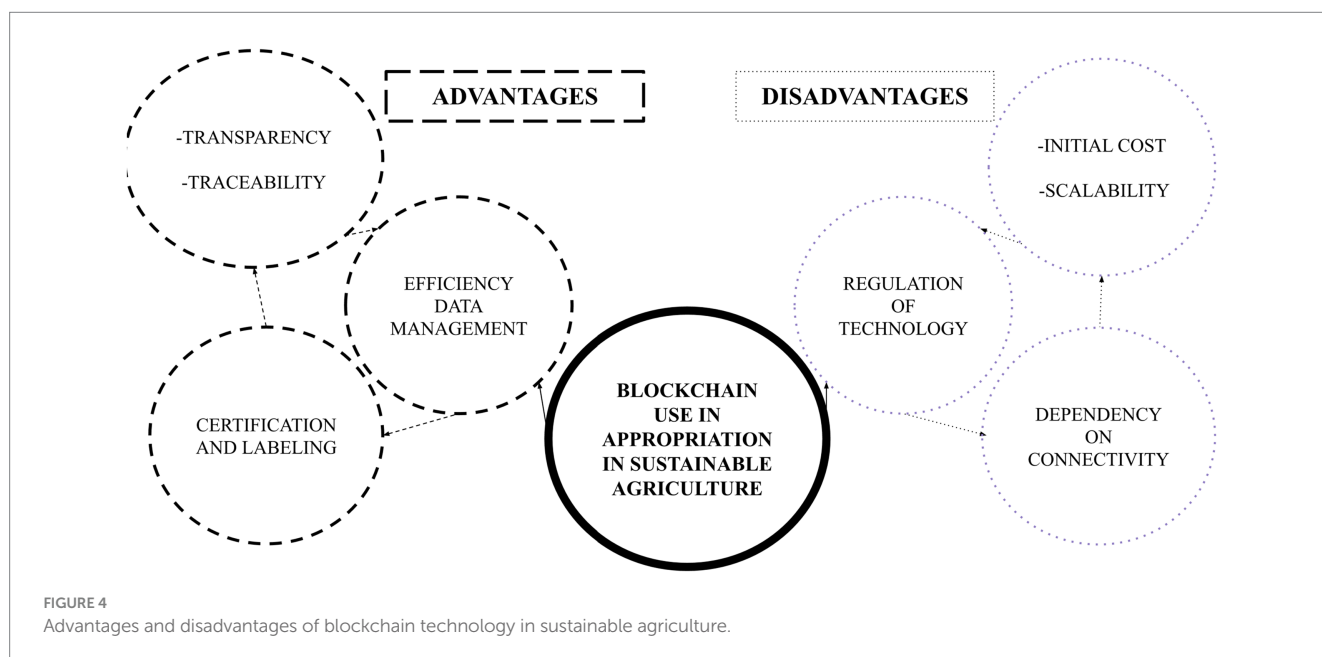 ADVANTAGES
DISADVANTAGES
-TRANSPARENCY
-TRACEABILITY
EFFICIENCY
DATA
MANAGEMENT
CERTIFICATION
AND LABELING
BLOCKCHAIN
USE IN
APPROPRIATION
IN SUSTAINABLE
AGRICULTURE
-INITIAL COST
-SCALABILITY
REGULATION
OF
TECHNOLOGY
DEPENDENCY
ON
CONNECTIVITY
FIGURE 4
Advantages and disadvantages of blockchain technology in sustainable agriculture.